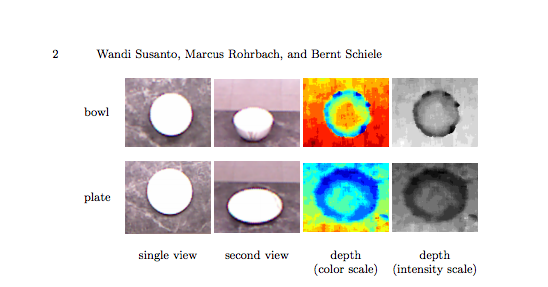 2 Wandi Susanto, Marcus Rohrbach, and Bernt Schiele
bowl
plate
single view second view depth depth
(color scale) (intensity scale)